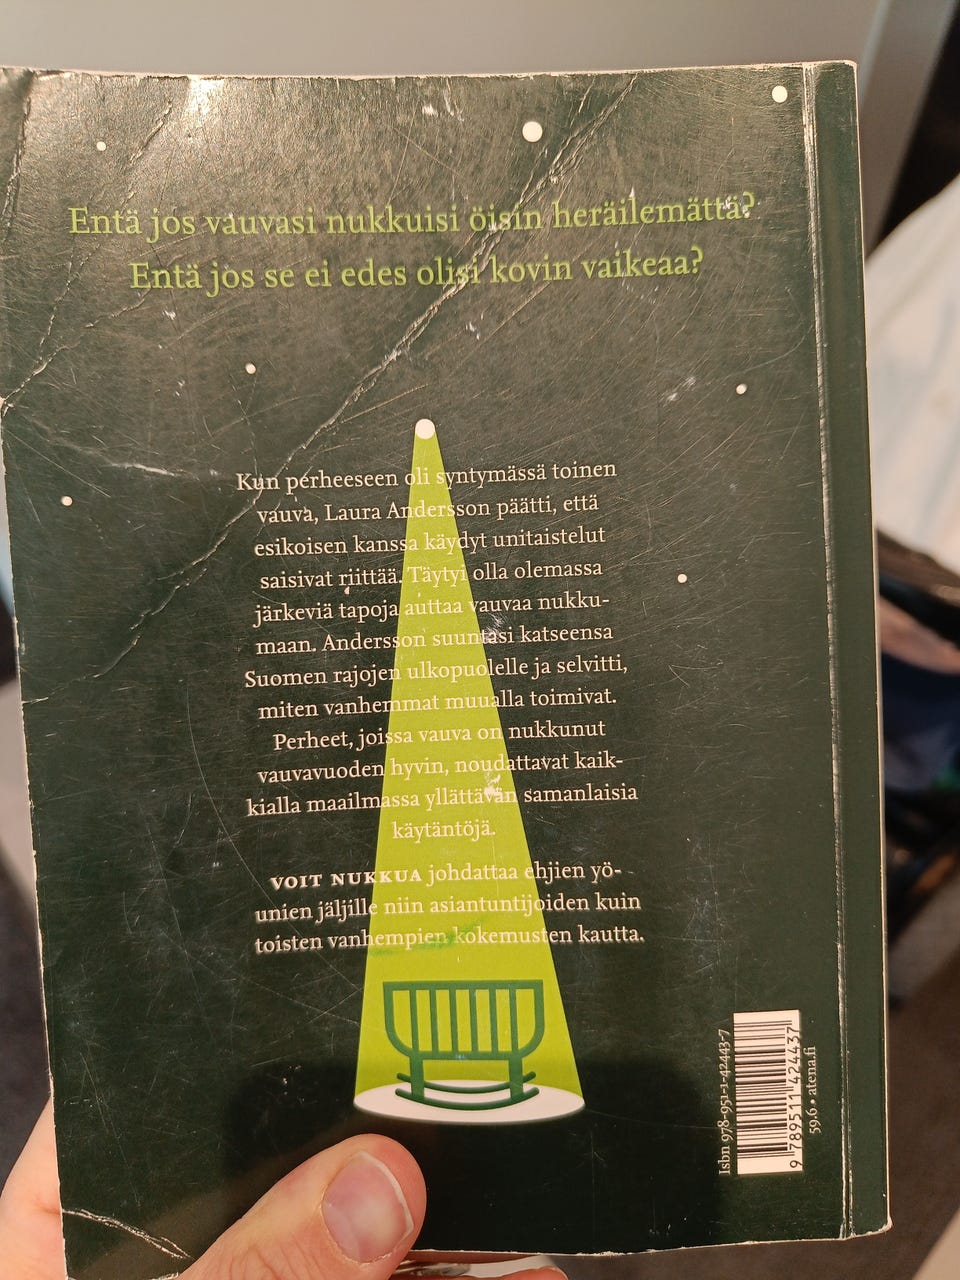 Entä jos vauvasi nukkuisi öisin heräilemättä?
Entä jos se ei edes olisi kovin vaikeaa?
Kun perheeseen oli syntymässä toinen
vauva, Laura Andersson päätti, että
esikoisen kanssa käydyt unitaistelut
saisivat riittää. Täytyi olla olemassa
järkeviä tapoja auttaa vauvaa nukku-
maan. Andersson suuntasi katseensa
Suomen rajojen ulkopuolelle ja selvitti,
miten vanhemmat muualla toimivat.
Perheet, joissa vauva on nukkunut
vauvavuoden hyvin, noudattavat kaik-
kialla maailmassa yllättävän samanlaisia
käytäntöjä.
VOIT NUKKUA johdattaa ehjien yö-
unien jäljille niin asiantuntijoiden kuin
toisten vanhempien kokemusten kautta.
Isbn 978-951-1-42443-7
9 789511 424437
59.6 • atena.fi